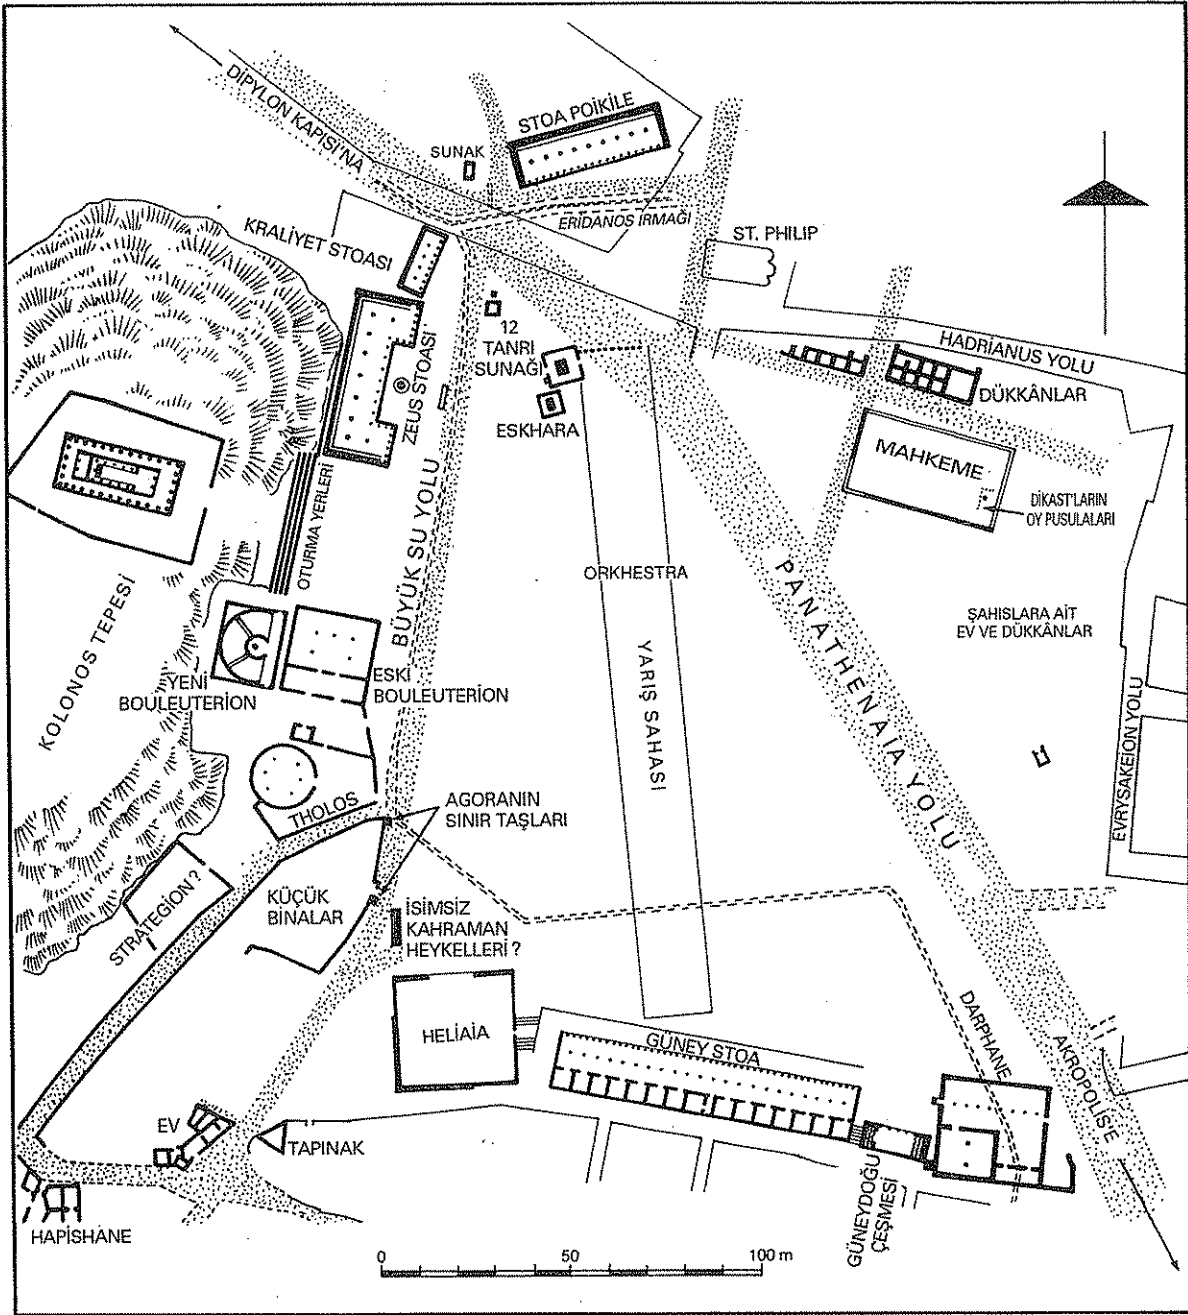 DİPYLON KAPISI'NA
STOA POİKİLE
SUNAK
ERİDANOS IRMAĞI
KRALİYET STOASI
ST. PHILIP
12
TANRI
SUNAĞI
HADRİANUS YOLU
DÜKKÂNLAR
ZEUS STOASI
ESKHARA
MAHKEME
DİKAST'LARIN
OY PUSULALARI
OTURMA YERLERİ
BÜYÜK SU YOLU
ORKHESTRA
PANATHENAİA YOLU
ŞAHISLARA AİT
EV VE DÜKKÂNLAR
KOLONOS TEPESİ
YENİ
BOULEUTERİON
ESKİ
BOULEUTERİON
YARIŞ SAHASI
EVRYSAKEİON YOLU
THOLOS
AGORANIN
SINIR TAŞLARI
STRATEGİON ?
KÜÇÜK
BİNALAR
İSİMSİZ
KAHRAMAN
HEYKELLERİ ?
HELİAİA
GÜNEY STOA
DARPHANE
AKROPOLİSE
EV
TAPINAK
GÜNEYDOĞU
ÇEŞMESİ
HAPİSHANE
0 50 100 m